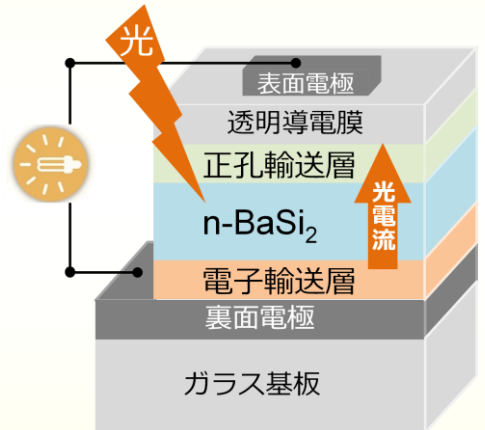 光
表面電極
透明導電膜
正孔輸送層
n-BaSi₂
光電流
電子輸送層
裏面電極
ガラス基板